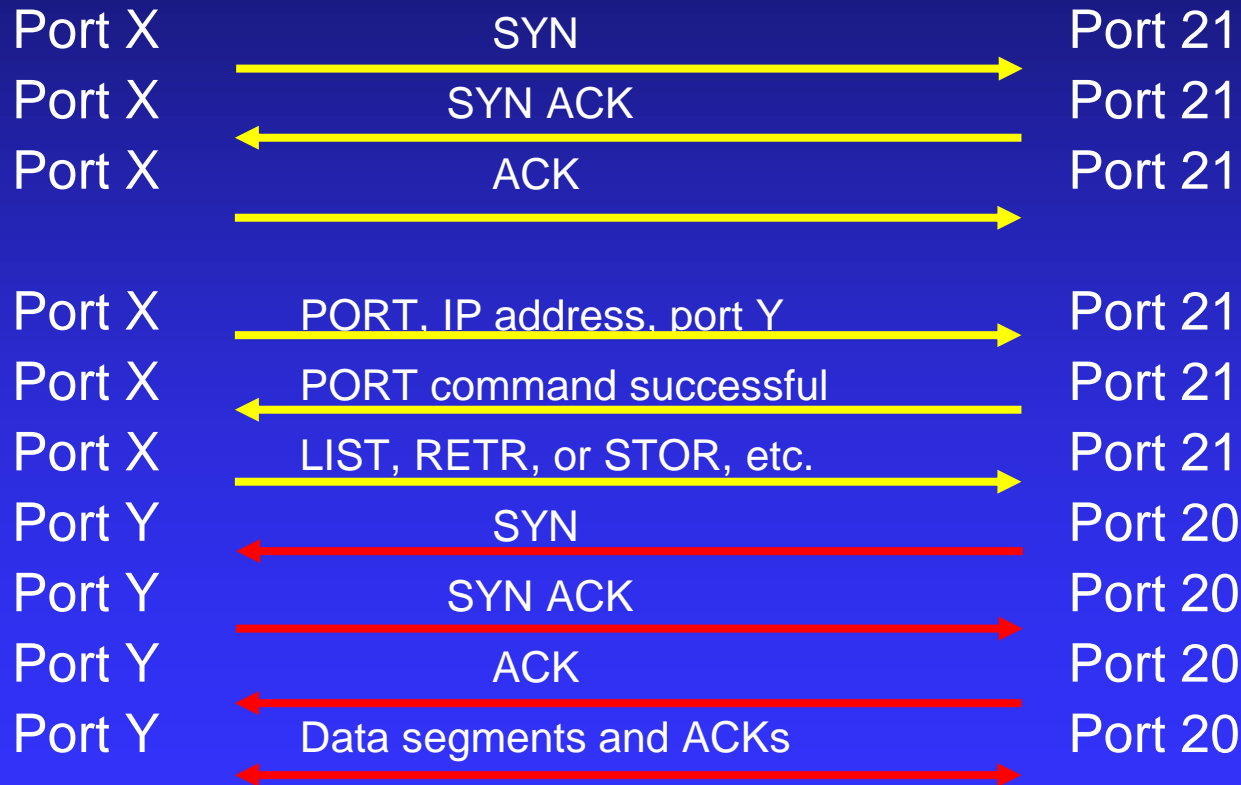 Port X SYN Port 21
Port X SYN ACK Port 21
Port X ACK Port 21
Port X PORT, IP address, port Y Port 21
Port X PORT command successful Port 21
Port X LIST, RETR, or STOR, etc. Port 21
Port Y SYN Port 20
Port Y SYN ACK Port 20
Port Y ACK Port 20
Port Y Data segments and ACKs Port 20